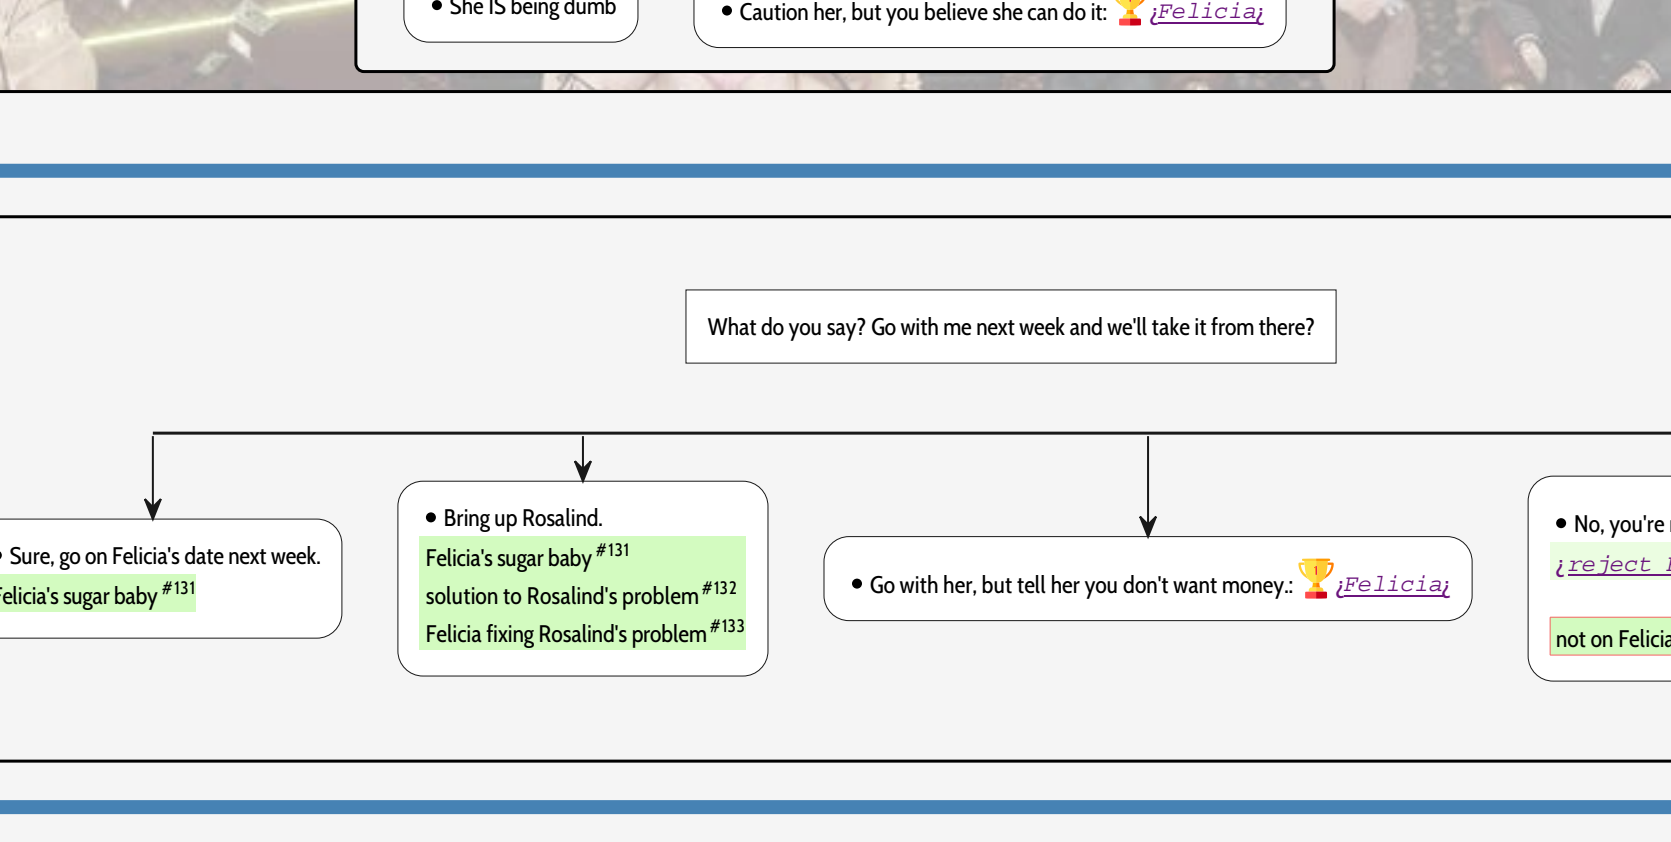 • She IS being dumb
• Caution her, but you believe she can do it: ¿Felicia¿
What do you say? Go with me next week and we'll take it from there?
• Sure, go on Felicia's date next week.
Felicia's sugar baby #131
• Bring up Rosalind.
Felicia's sugar baby #131
solution to Rosalind's problem #132
Felicia fixing Rosalind's problem #133
• Go with her, but tell her you don't want money.: 1 ¿Felicia¿
• No, you're
¿reject
not on Felicia